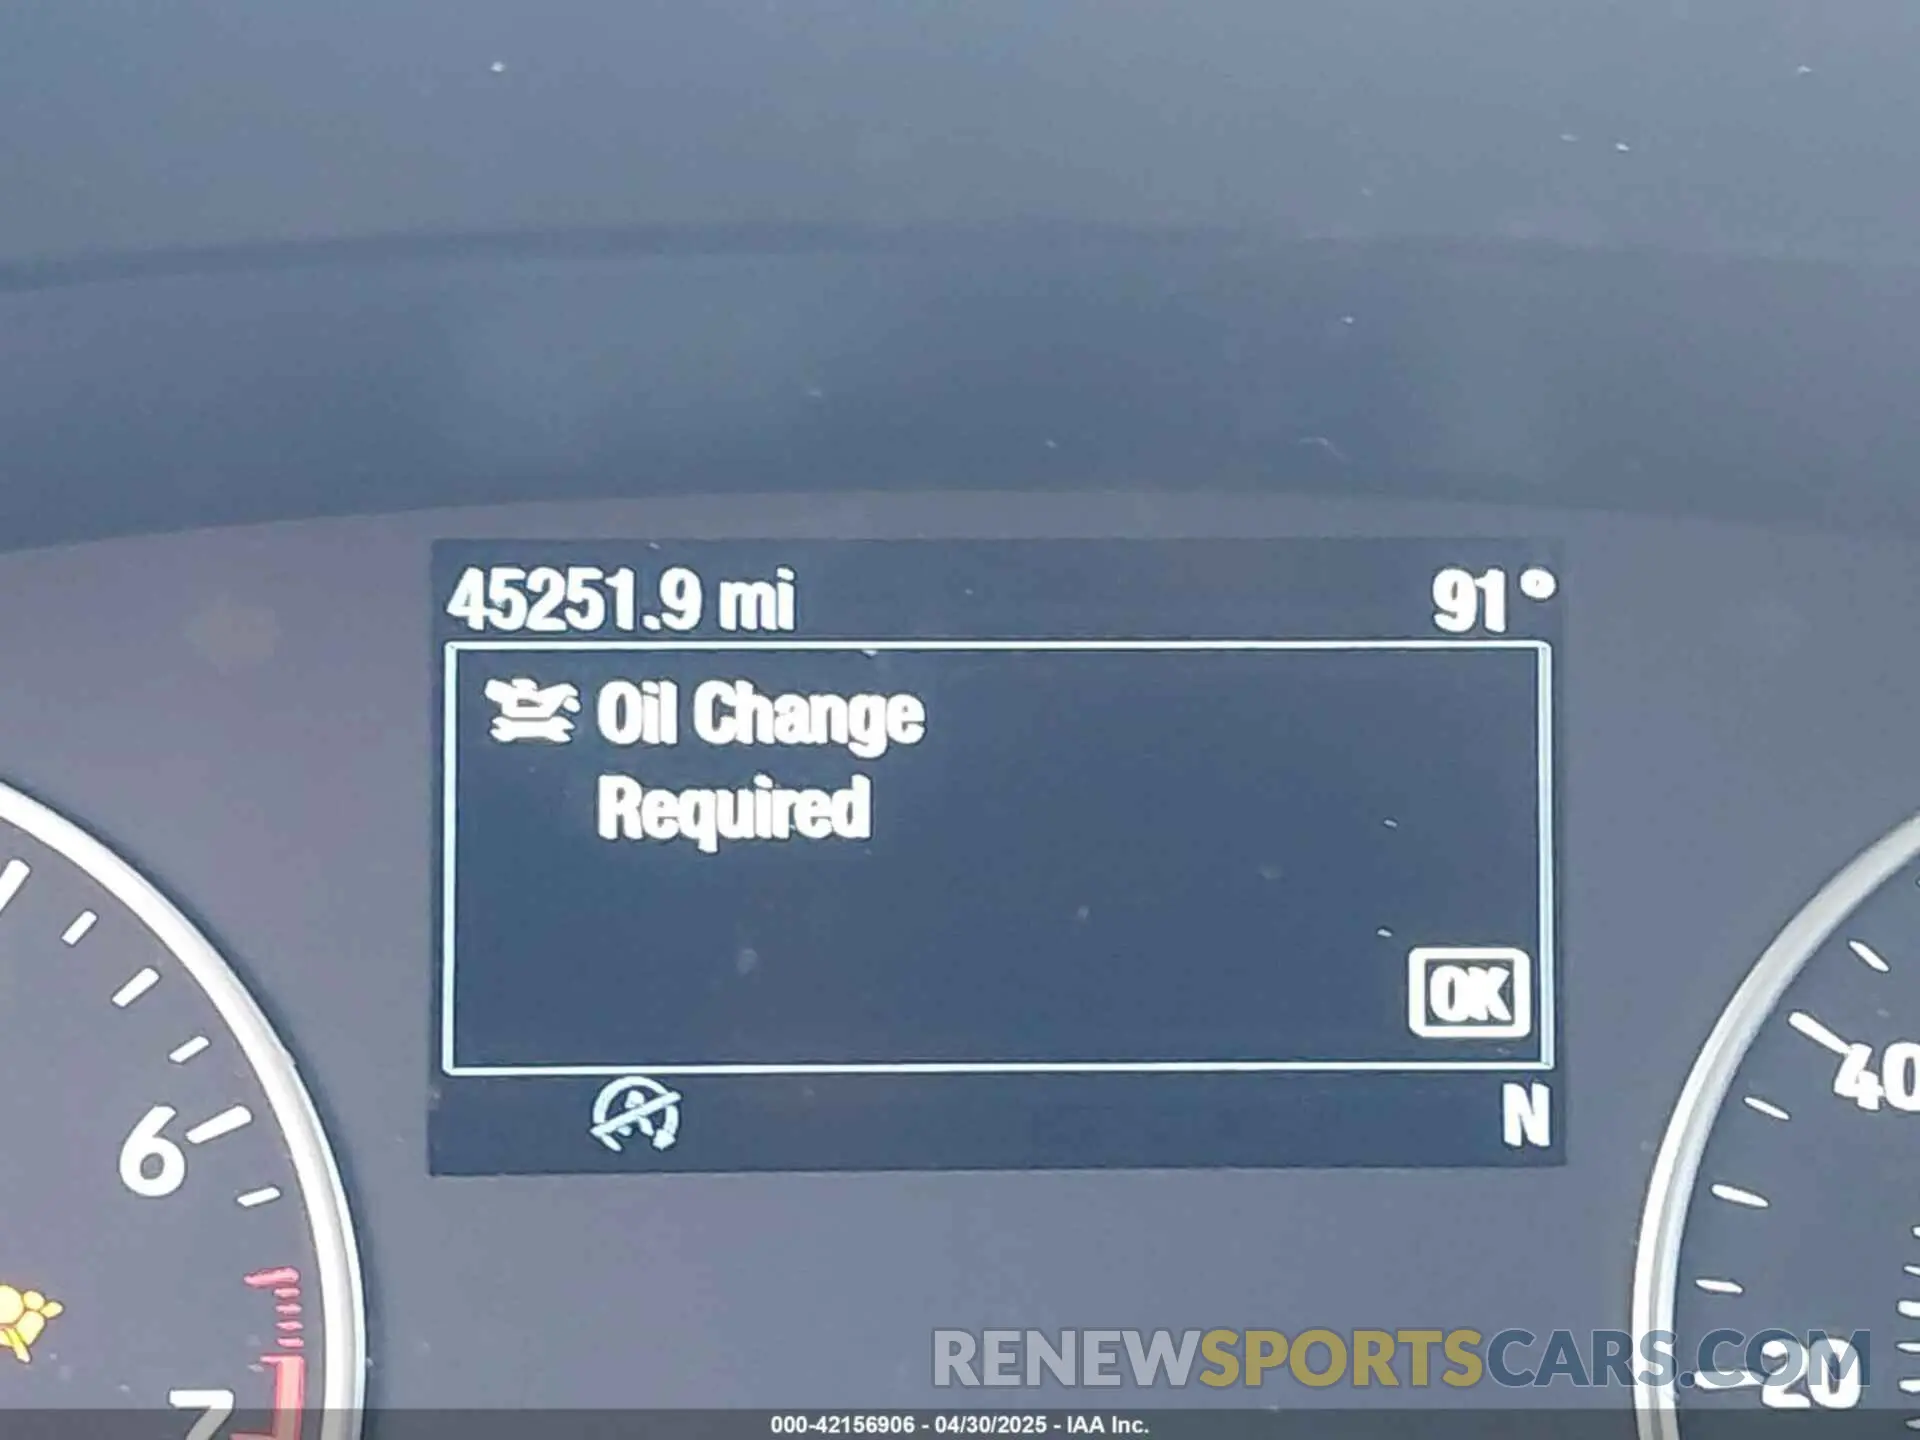 45251.9 mi 91°
Oil Change
Required
OK
N
6
7
40
20
RENEWSPORTSCARS.COM
000-42156906 - 04/30/2025 - IAA Inc.